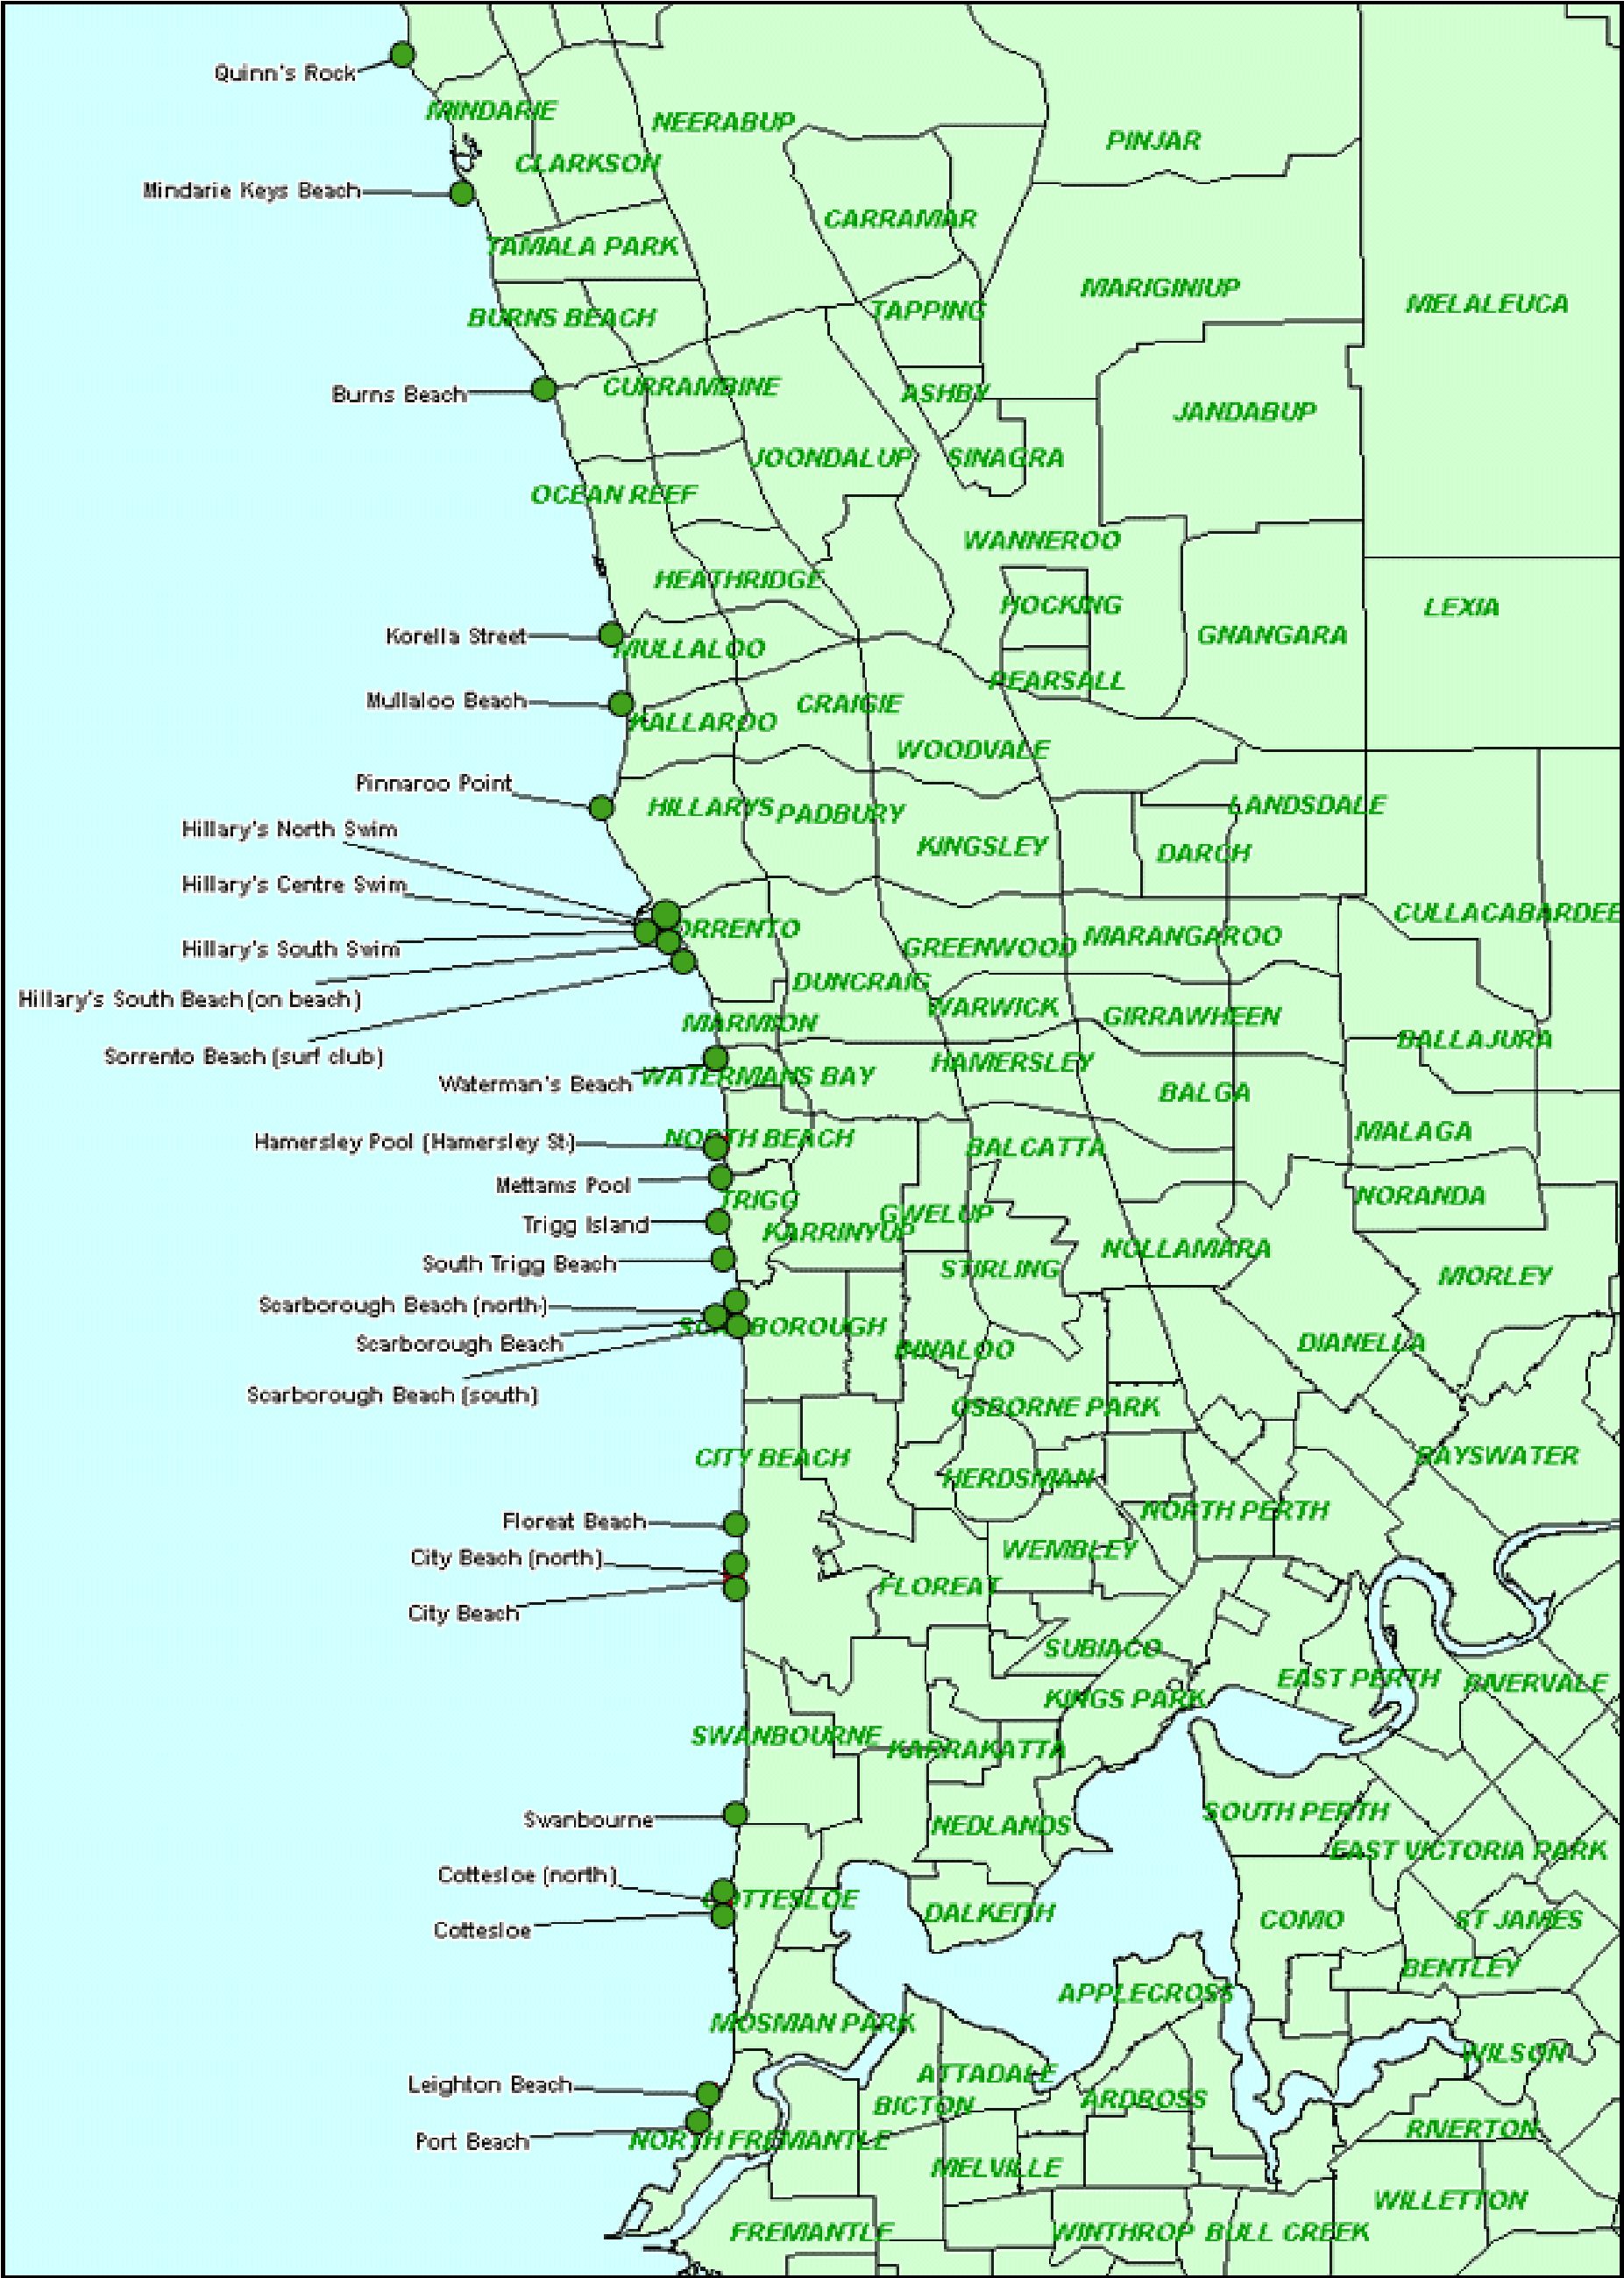 Quinn's Rock
MINDARIE
NEERABUP
PINJAR
CLARKSON
Mindarie Keys Beach
CARRAMAR
TAMALA PARK
MARIGINIUP
MELALEUCA
TAPPING
BURNS BEACH
Burns Beach
CURRAMBINE
ASHBY
JANDABUP
JOONDALUP
SINAGRA
OCEAN REEF
WANNEROO
HEATHRIDGE
HOCKING
LEXIA
GNANGARA
Korella Street
MULLALOO
PEARSALL
Mullaloo Beach
CRAIGIE
KALLAROO
WOODVALE
Pinnaroo Point
HILLARYS
PADBURY
LANDSDALE
Hillary's North Swim
KINGSLEY
DARCH
Hillary's Centre Swim
CULLACABARDEE
SORRENTO
MARANGAROO
Hillary's South Swim
GREENWOOD
DUNCRAIG
Hillary's South Beach (on beach)
WARWICK
GIRRAWHEEN
MARMION
BALLAJURA
Sorrento Beach (surf club)
HAMERSLEY
Waterman's Beach
WATERMANS BAY
BALGA
Hamersley Pool (Hamersley St)
NORTH BEACH
BALCATTA
MALAGA
Mettams Pool
TRIGG
NORANDA
GWELUP
Trigg Island
KARRINYUP
NOLLAMARA
South Trigg Beach
STIRLING
MORLEY
Scarborough Beach (north)
SCARBOROUGH
Scarborough Beach
INNALOO
DIANELLA
Scarborough Beach (south)
OSBORNE PARK
CITY BEACH
BAYSWATER
HERDSMAN
NORTH PERTH
Floreat Beach
WEMBLEY
City Beach (north)
FLOREAT
City Beach
SUBIACO
EAST PERTH
RIVERVALE
KINGS PARK
SWANBOURNE
KARRAKATTA
Swanbourne
NEDLANDS
SOUTH PERTH
EAST VICTORIA PARK
Cottesloe (north)
COTTESLOE
DALKEITH
COMO
ST JAMES
Cottesloe
BENTLEY
APPLECROSS
MOSMAN PARK
WILSON
ATTADALE
Leighton Beach
BICTON
ARDROSS
RIVERTON
Port Beach
NORTH FREMANTLE
MELVILLE
WILLETTON
FREMANTLE
WINTHROP
BULL CREEK